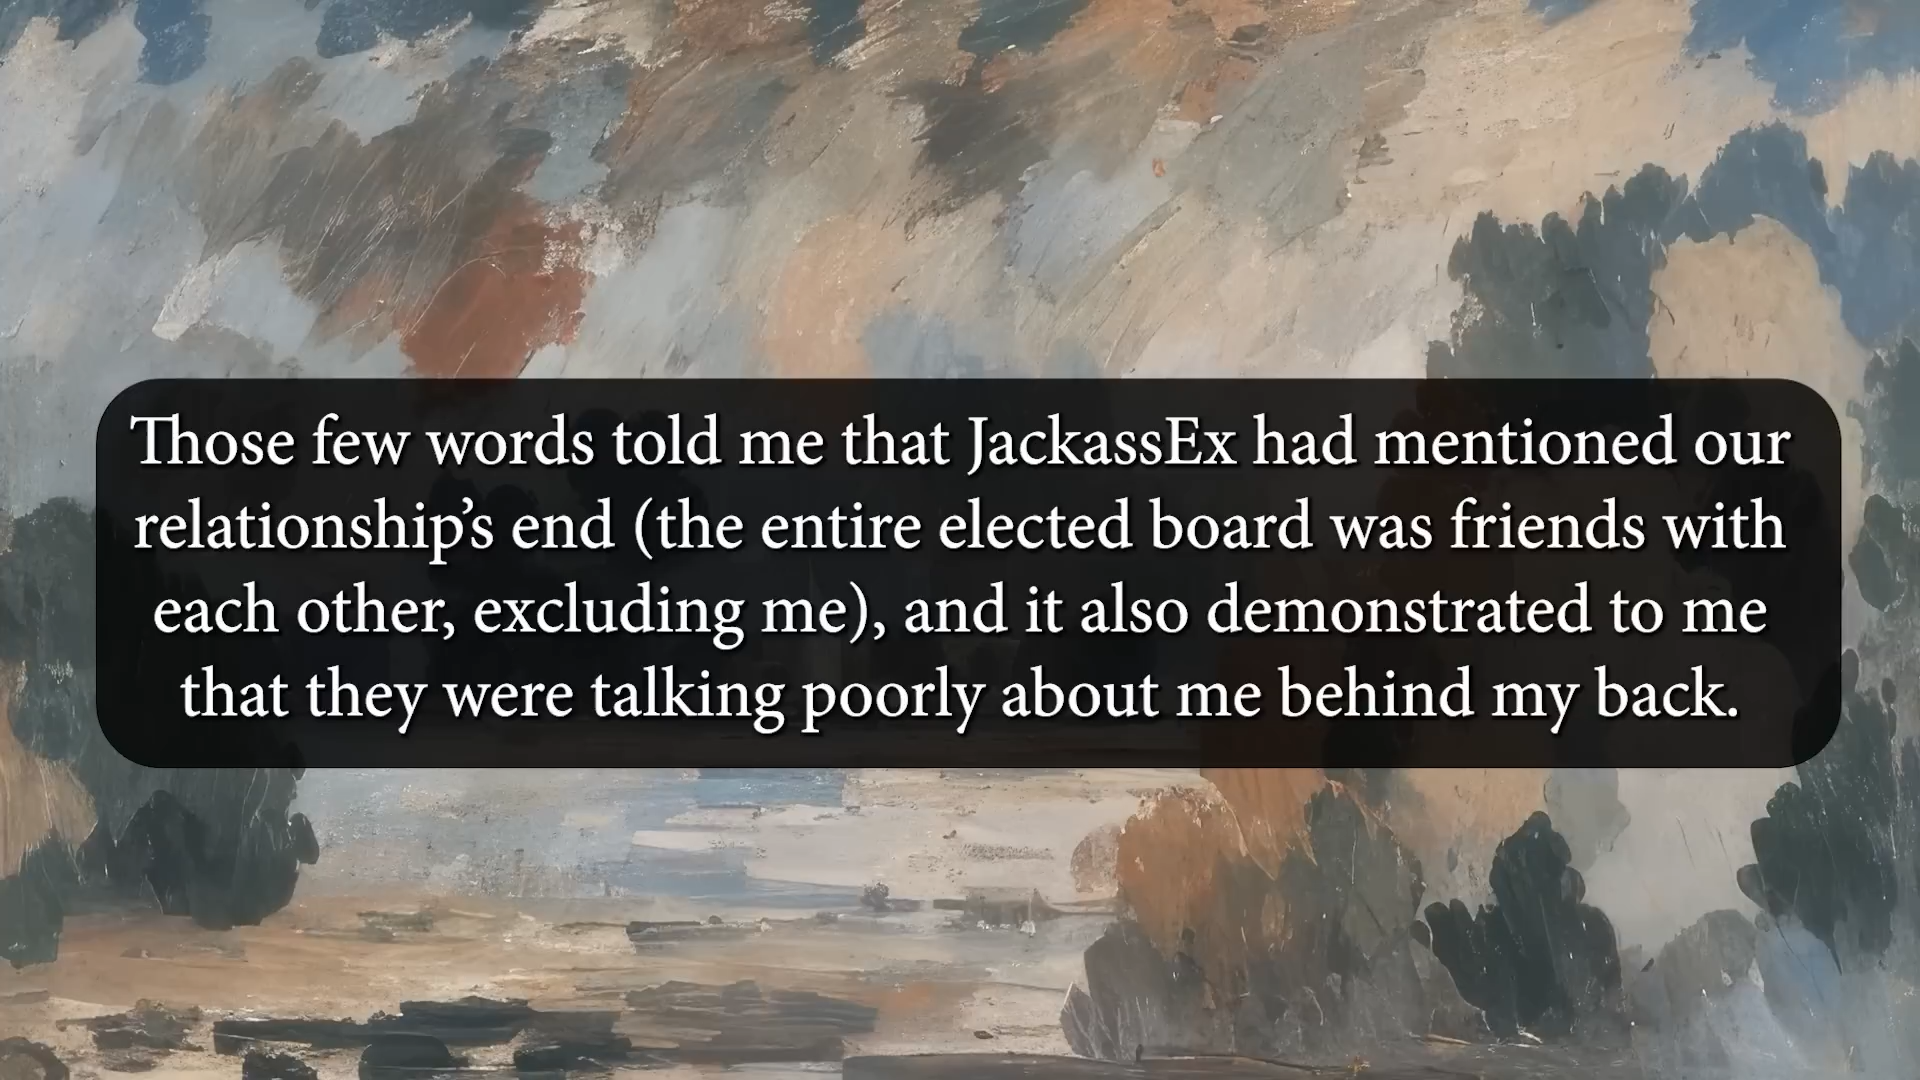 Those few words told me that JackassEx had mentioned our
relationship’s end (the entire elected board was friends with
each other, excluding me), and it also demonstrated to me
that they were talking poorly about me behind my back.